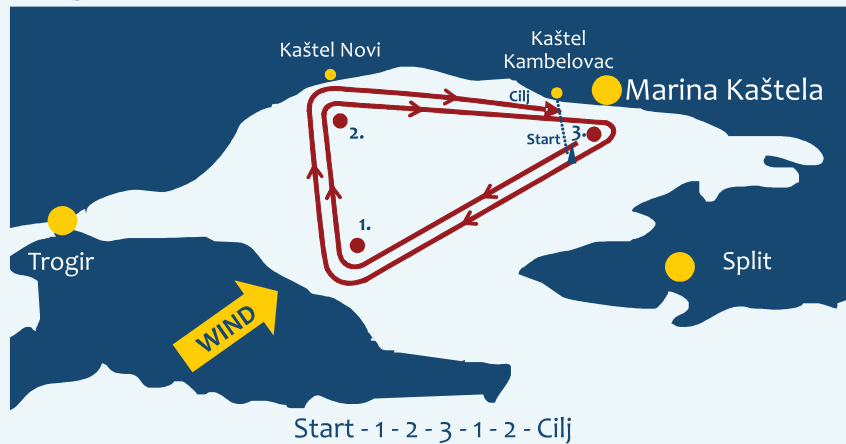 Kaštel Novi
Kaštel
Kambelovac
Marina Kaštela
Cilj
2.
3.
Start
1.
Trogir
Split
WIND
Start - 1 - 2 - 3 - 1 - 2 - Cilj